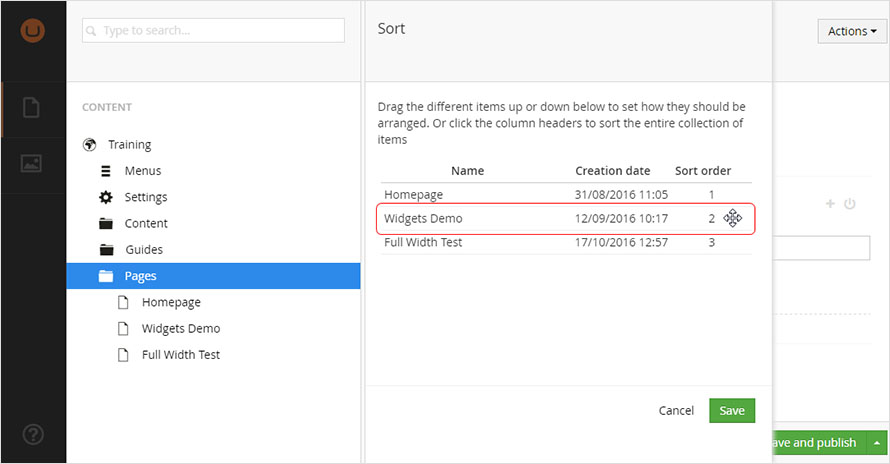 Type to search...
CONTENT
Training
Menus
Settings
Content
Guides
Pages
Homepage
Widgets Demo
Full Width Test
Sort
Drag the different items up or down below to set how they should be
arranged. Or click the column headers to sort the entire collection of
items
Name Creation date Sort order
Homepage 31/08/2016 11:05 1
Widgets Demo 12/09/2016 10:17 2
Full Width Test 17/10/2016 12:57 3
Cancel Save
Actions
ave and publish